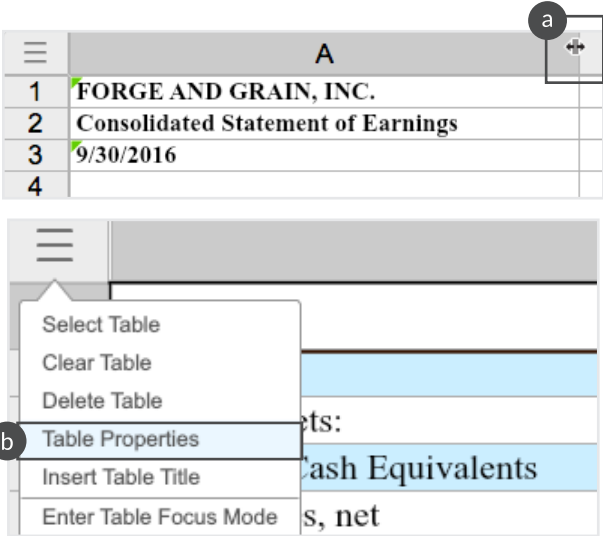 a
A
1 FORGE AND GRAIN, INC.
2 Consolidated Statement of Earnings
3 9/30/2016
4
Select Table
Clear Table
Delete Table
ets:
b Table Properties
Insert Table Title
Cash Equivalents
Enter Table Focus Mode
s, net